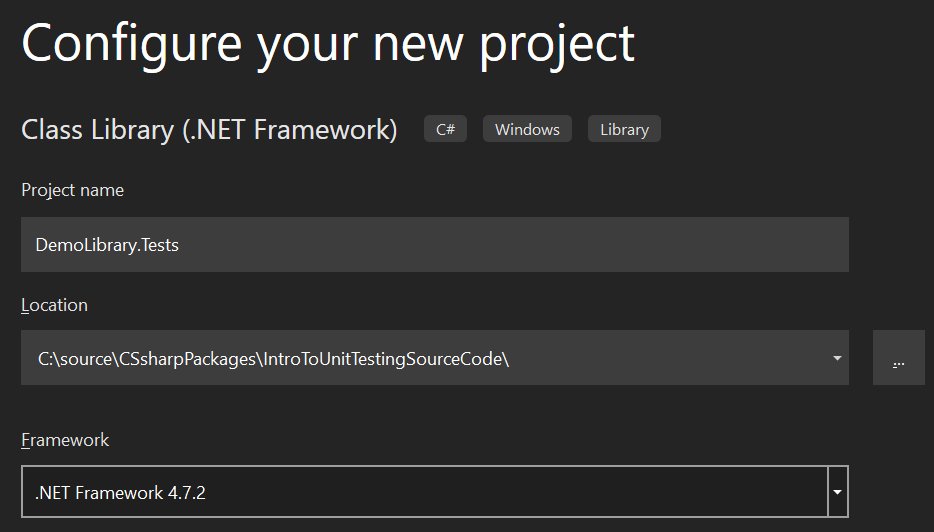 Configure your new project
Class Library (.NET Framework) C# Windows Library
Project name
DemoLibrary.Tests
Location
C:\source\CSsharpPackages\IntroToUnitTestingSourceCode\
...
Framework
.NET Framework 4.7.2